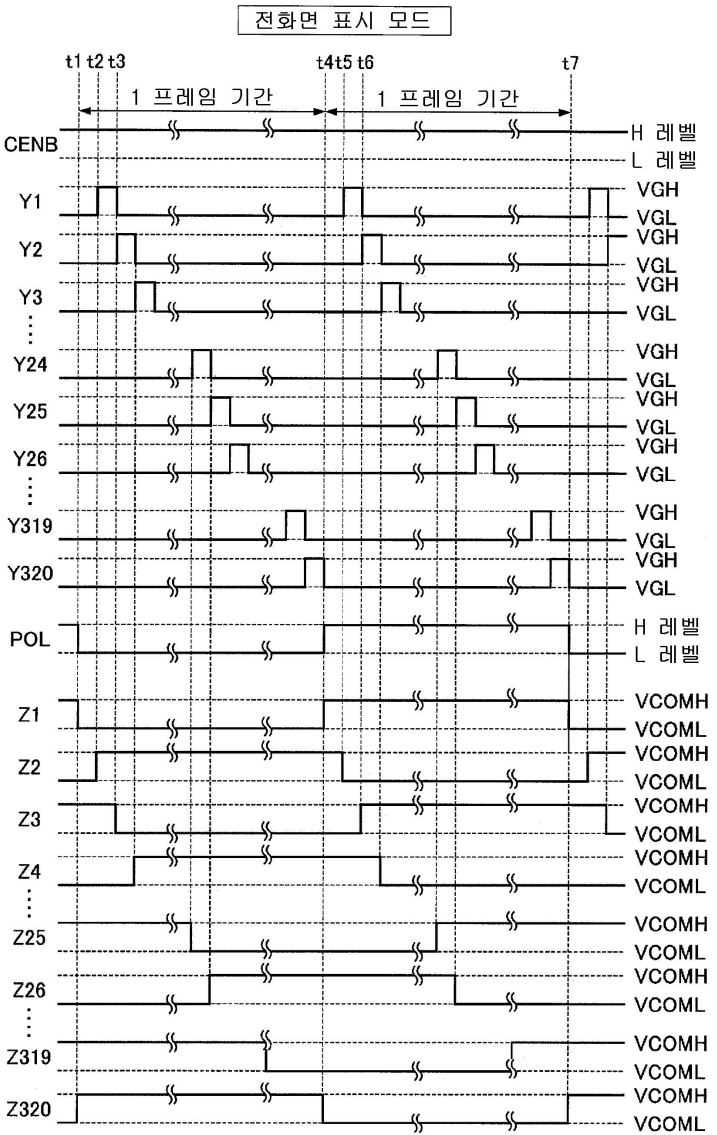 전화면 표시 모드
t1 t2 t3 t4 t5 t6 t7
1 프레임 기간 1 프레임 기간
CENB H 레벨
L 레벨
Y1 VGH
VGL
Y2 VGH
VGL
Y3 VGH
VGL
Y24 VGH
VGL
Y25 VGH
VGL
Y26 VGH
VGL
Y319 VGH
VGL
Y320 VGH
VGL
POL H 레벨
L 레벨
Z1 VCOMH
VCOML
Z2 VCOMH
VCOML
Z3 VCOMH
VCOML
Z4 VCOMH
VCOML
Z25 VCOMH
VCOML
Z26 VCOMH
VCOML
Z319 VCOMH
VCOML
Z320 VCOMH
VCOML